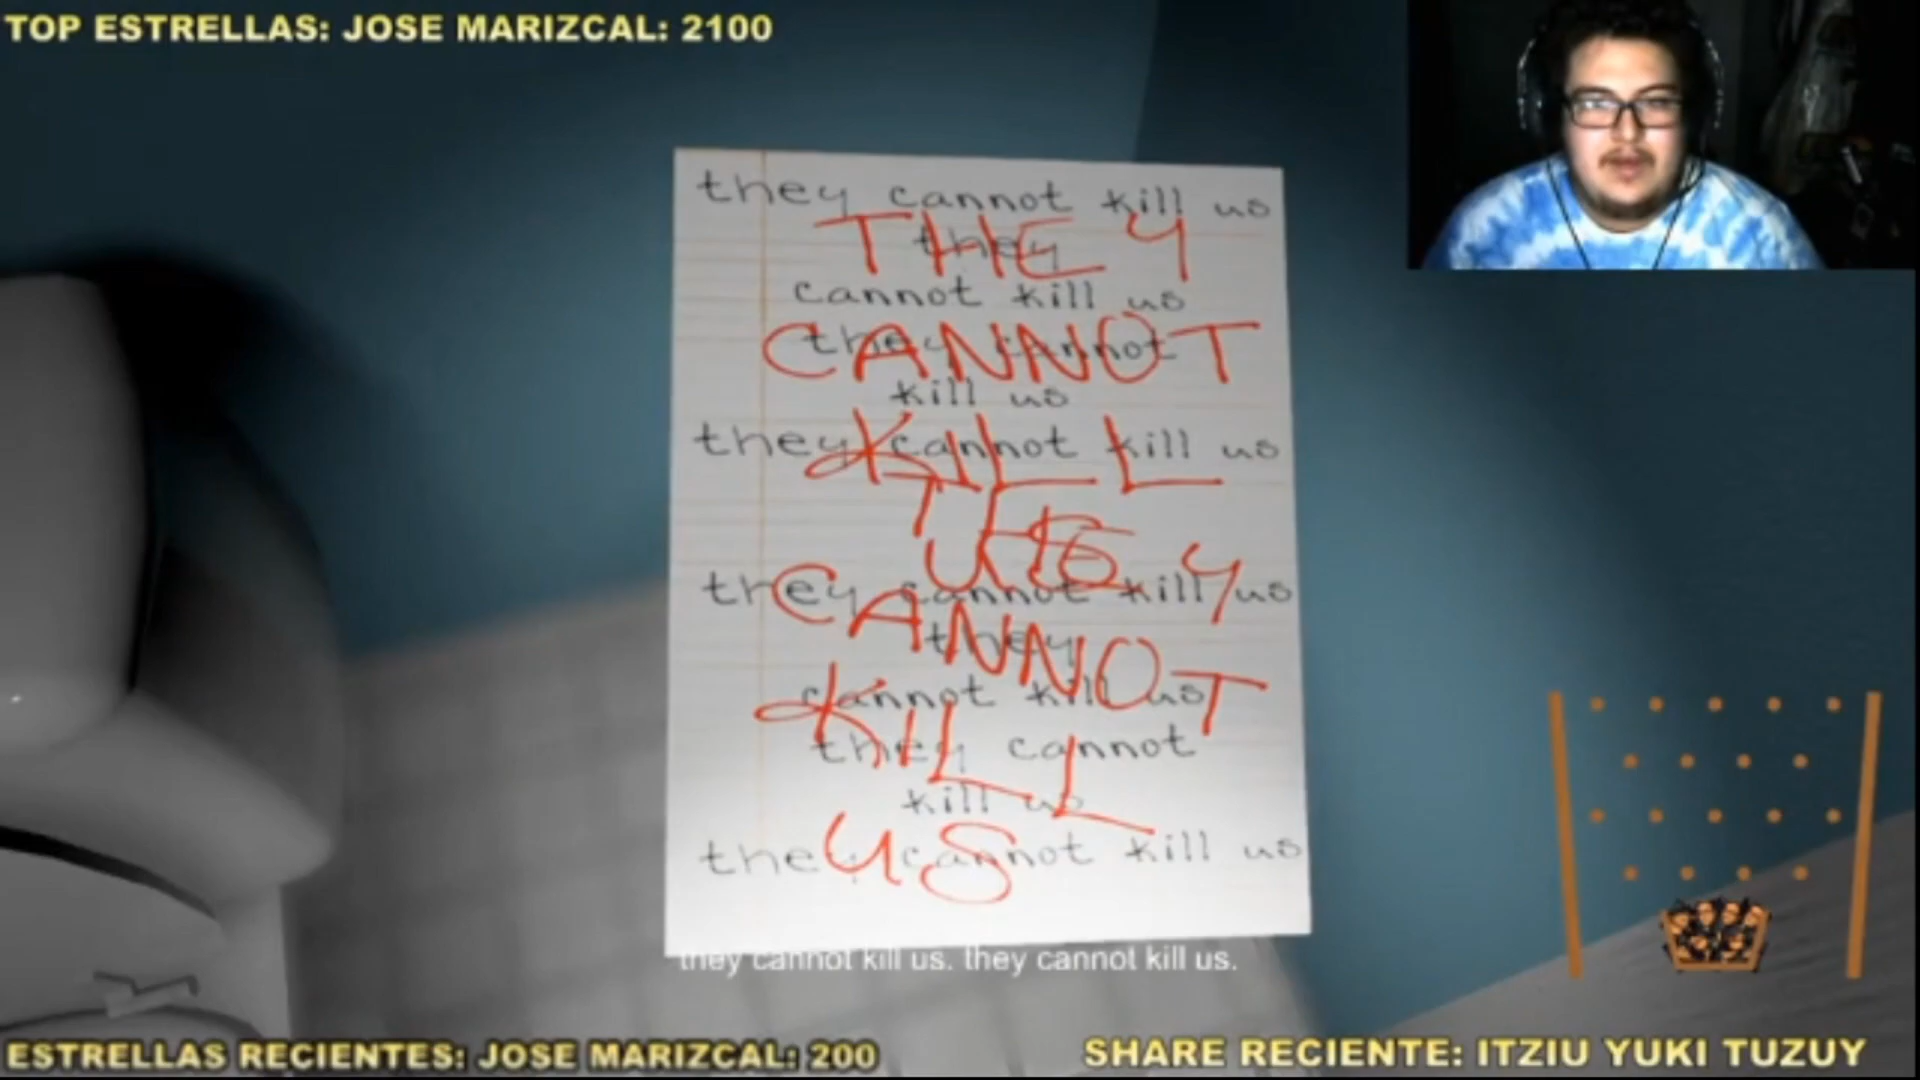 TOP ESTRELLAS: JOSE MARIZCAL: 2100
they cannot kill us
THEY
they
cannot kill us
CANNOT
they cannot
kill us
they cannot kill us
KILL
US
THEY
they cannot kill us
CANNOT
they
cannot kill us
KILL
they cannot
kill us
US
they cannot kill us
they cannot kill us. they cannot kill us.
ESTRELLAS RECIENTES: JOSE MARIZCAL: 200
SHARE RECIENTE: ITZIU YUKI TUZUY